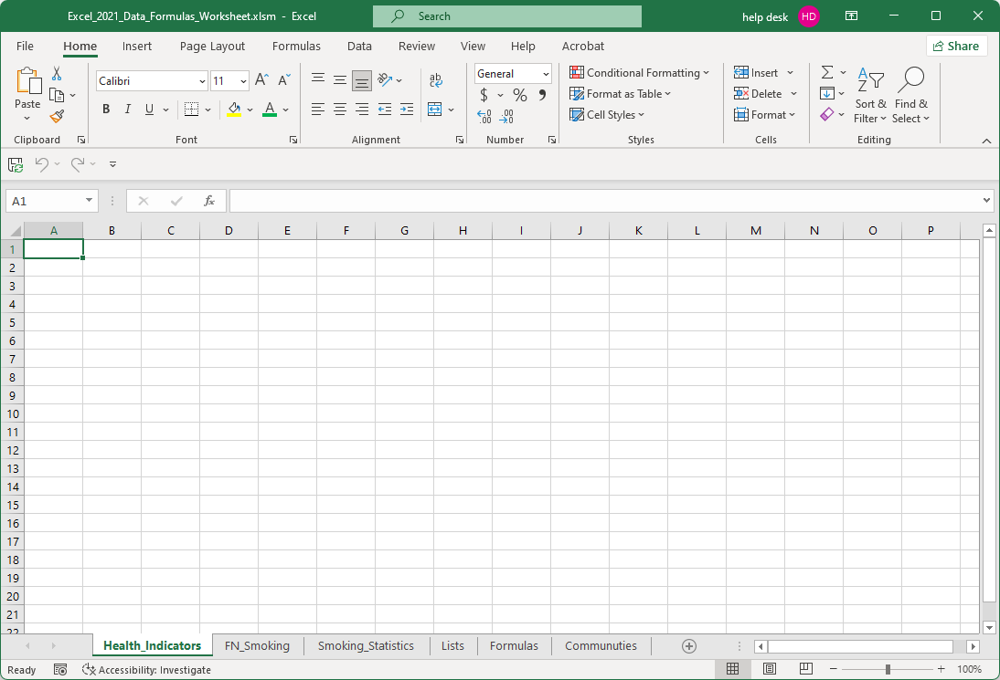 Excel_2021_Data_Formulas_Worksheet.xlsm - Excel
Search
help desk HD
File Home Insert Page Layout Formulas Data Review View Help Acrobat Share
Paste
Clipboard
Calibri 11
B I U A
Font
ab
c
Alignment
General
$ % 9
.00
.00
Number
Conditional Formatting
Format as Table
Cell Styles
Styles
Insert
Delete
Format
Cells
Sort & Filter
Find & Select
Editing
A1 fx
A B C D E F G H I J K L M N O P
1
2
3
4
5
6
7
8
9
10
11
12
13
14
15
16
17
18
19
20
21
22
Health_Indicators FN_Smoking Smoking_Statistics Lists Formulas Communuties
Ready Accessibility: Investigate 100%